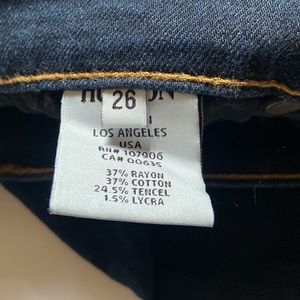 26
LOS ANGELES
USA
RN# 107906
CA# 00635
37% RAYON
37% COTTON
24.5% TENCEL
1.5% LYCRA